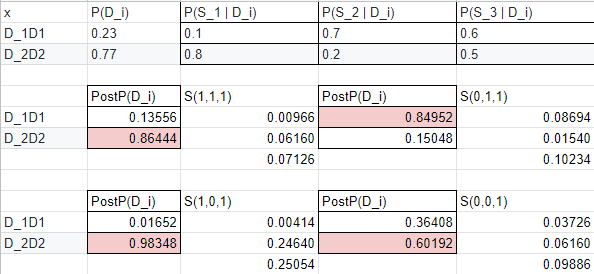 x P(D_i) P(S_1 | D_i) P(S_2 | D_i) P(S_3 | D_i)
D_1D1 0.23 0.1 0.7 0.6
D_2D2 0.77 0.8 0.2 0.5
PostP(D_i) S(1,1,1) PostP(D_i) S(0,1,1)
D_1D1 0.13556 0.00966 0.84952 0.08694
D_2D2 0.86444 0.06160 0.15048 0.01540
0.07126 0.10234
PostP(D_i) S(1,0,1) PostP(D_i) S(0,0,1)
D_1D1 0.01652 0.00414 0.36408 0.03726
D_2D2 0.98348 0.24640 0.60192 0.06160
0.25054 0.09886